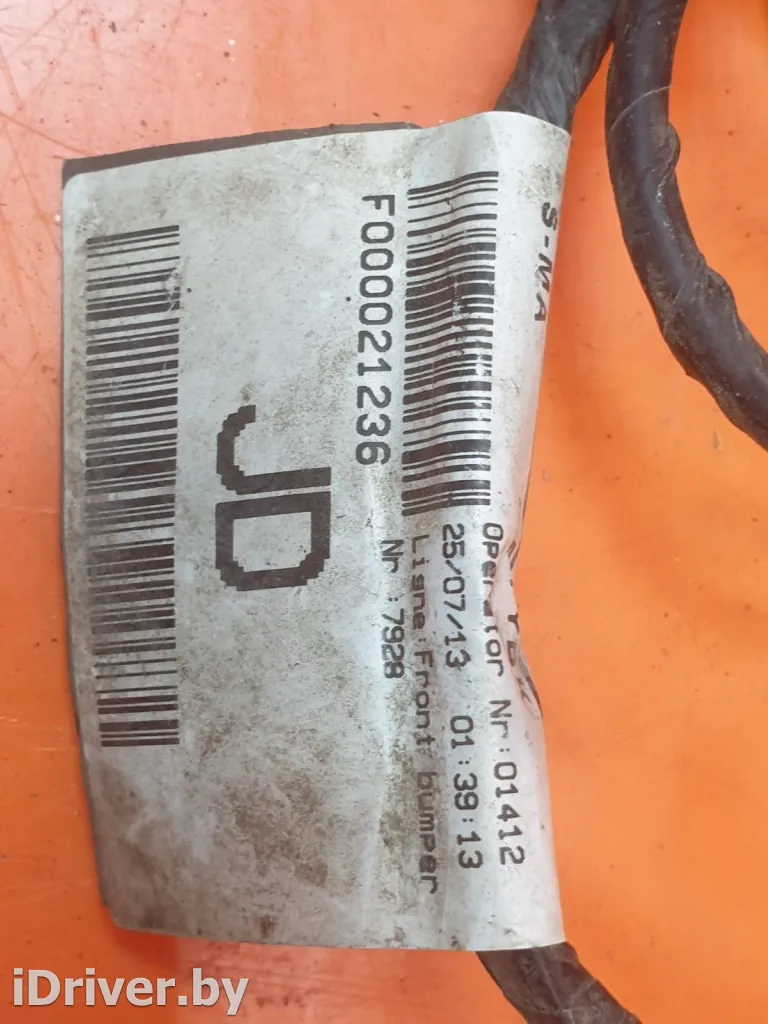 S-MA
Operator Nr:01412
25/07/13 01:39:13
Ligne:Front bumper
Nr :7928
F000021236
JD
iDriver.by